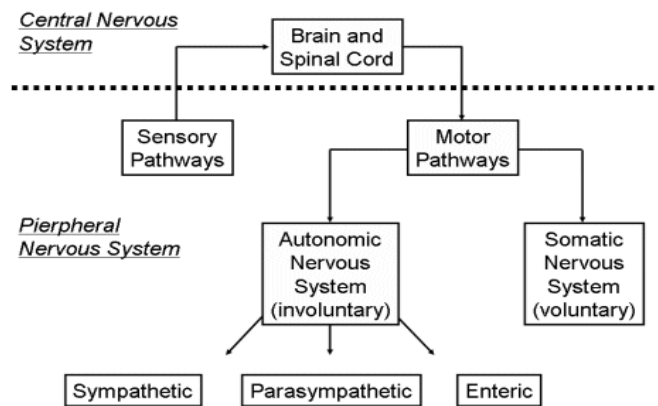 Central Nervous
System
Brain and
Spinal Cord
Sensory
Pathways
Motor
Pathways
Pierpheral
Nervous System
Autonomic
Nervous
System
(involuntary)
Somatic
Nervous
System
(voluntary)
Sympathetic
Parasympathetic
Enteric